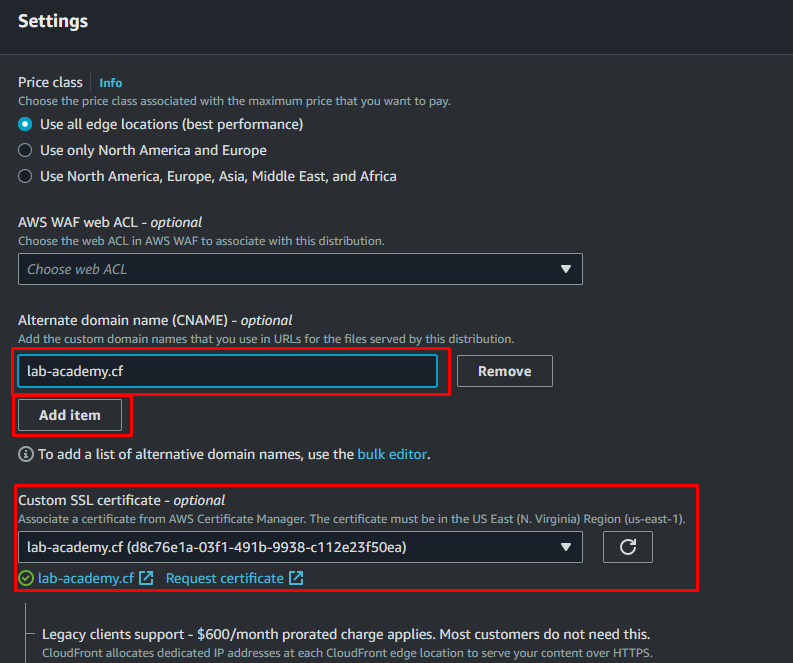 Settings
Price class Info
Choose the price class associated with the maximum price that you want to pay.
Use all edge locations (best performance)
Use only North America and Europe
Use North America, Europe, Asia, Middle East, and Africa
AWS WAF web ACL - optional
Choose the web ACL in AWS WAF to associate with this distribution.
Choose web ACL
Alternate domain name (CNAME) - optional
Add the custom domain names that you use in URLs for the files served by this distribution.
lab-academy.cf Remove
Add item
To add a list of alternative domain names, use the bulk editor.
Custom SSL certificate - optional
Associate a certificate from AWS Certificate Manager. The certificate must be in the US East (N. Virginia) Region (us-east-1).
lab-academy.cf (d8c76e1a-03f1-491b-9938-c112e23f50ea)
lab-academy.cf Request certificate
Legacy clients support - $600/month prorated charge applies. Most customers do not need this.
CloudFront allocates dedicated IP addresses at each CloudFront edge location to serve your content over HTTPS.